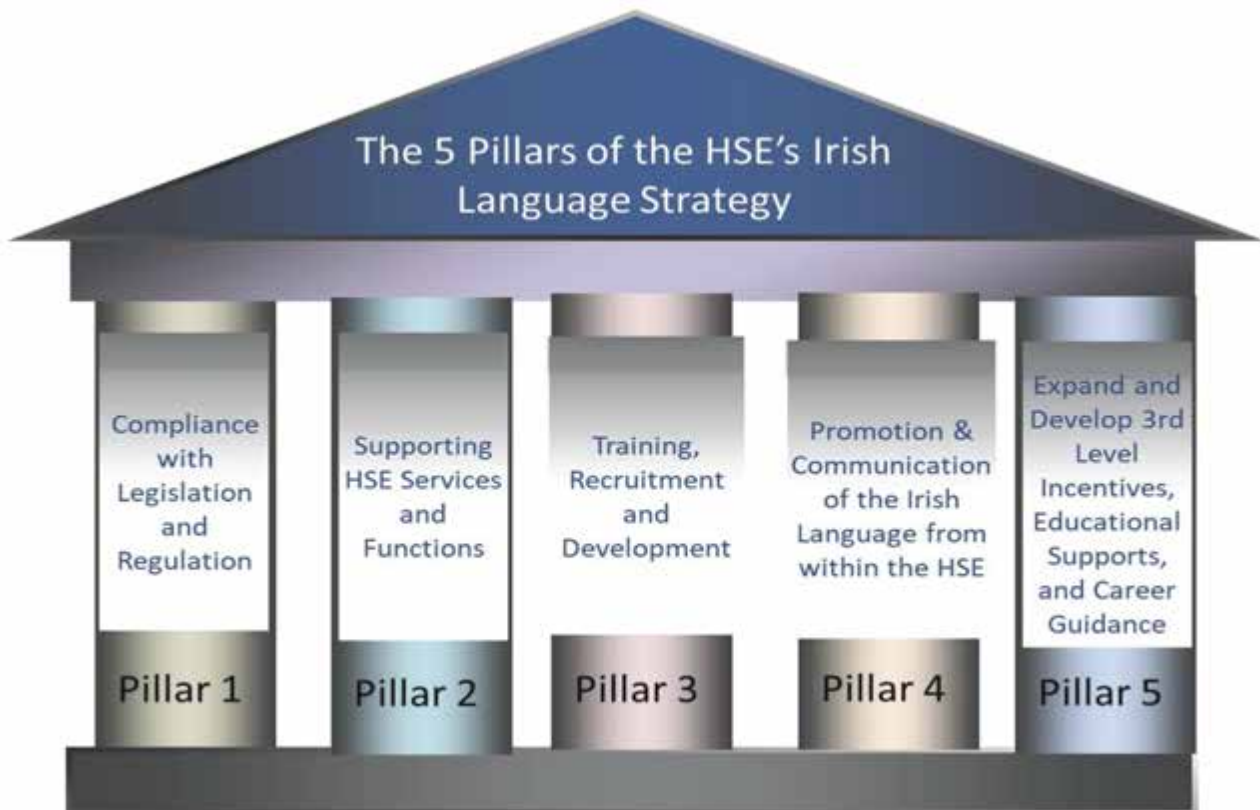 The 5 Pillars of the HSE's Irish
Language Strategy
Compliance
with
Legislation
and
Regulation
Pillar 1
Supporting
HSE Services
and
Functions
Pillar 2
Training,
Recruitment
and
Development
Pillar 3
Promotion &
Communication
of the Irish
Language from
within the HSE
Pillar 4
Expand and
Develop 3rd
Level
Incentives,
Educational
Supports,
and Career
Guidance
Pillar 5